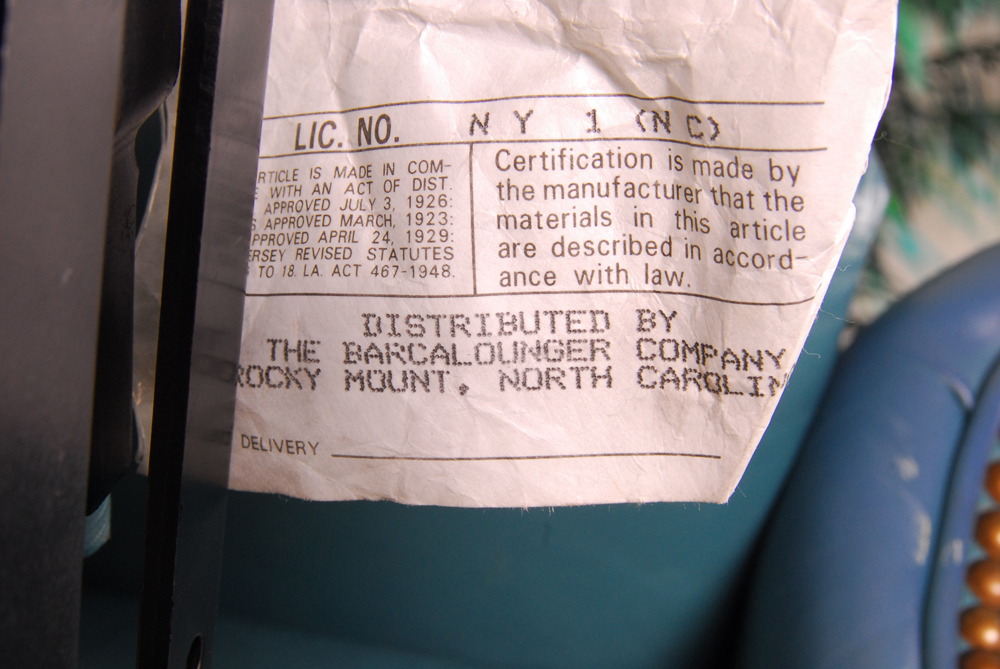 LIC. NO. N Y 1 (N C)
RTICLE IS MADE IN COM-
WITH AN ACT OF DIST.
APPROVED JULY 3, 1926:
S APPROVED MARCH, 1923:
PPROVED APRIL 24, 1929:
ERSEY REVISED STATUTES
TO 18. LA. ACT 467-1948.
Certification is made by
the manufacturer that the
materials in this article
are described in accord-
ance with law.
DISTRIBUTED BY
THE BARCALOUNGER COMPANY
ROCKY MOUNT, NORTH CAROLIN
DELIVERY